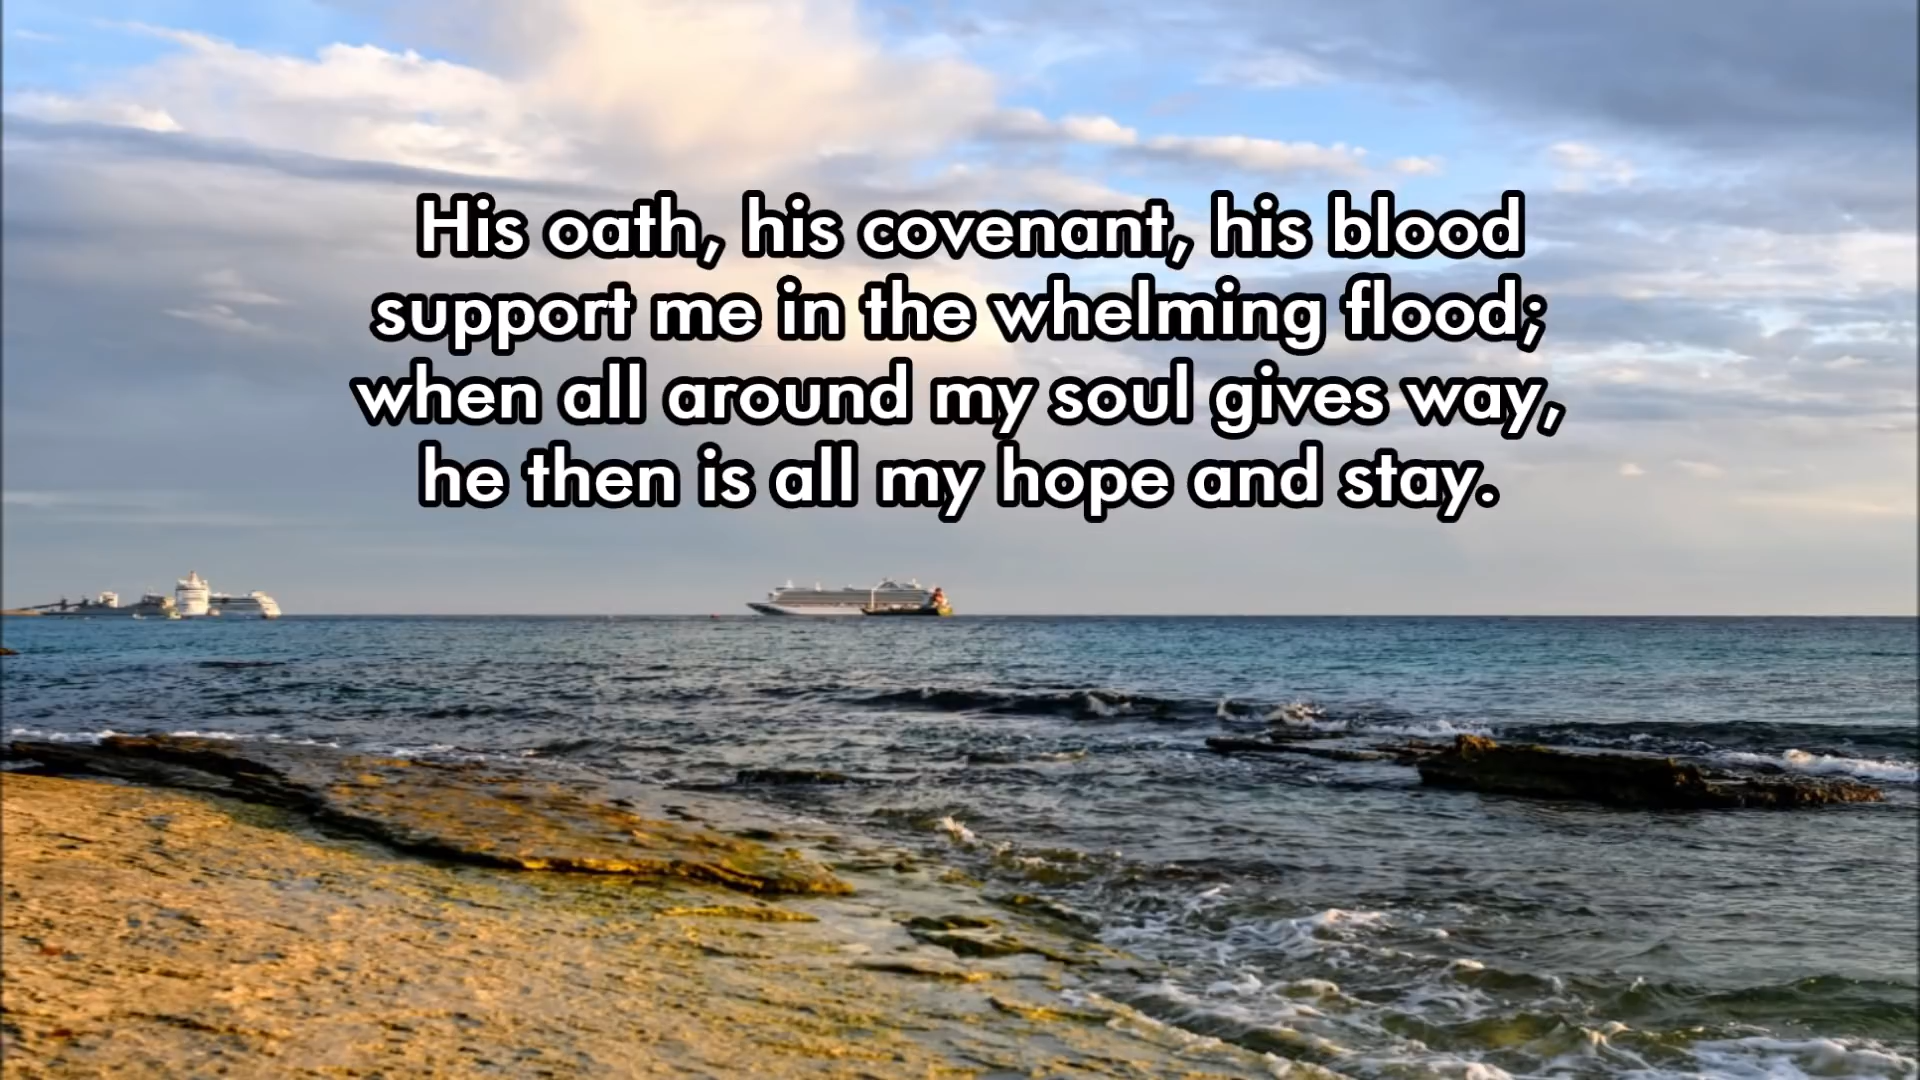 His oath, his covenant, his blood
support me in the whelming flood;
when all around my soul gives way,
he then is all my hope and stay.